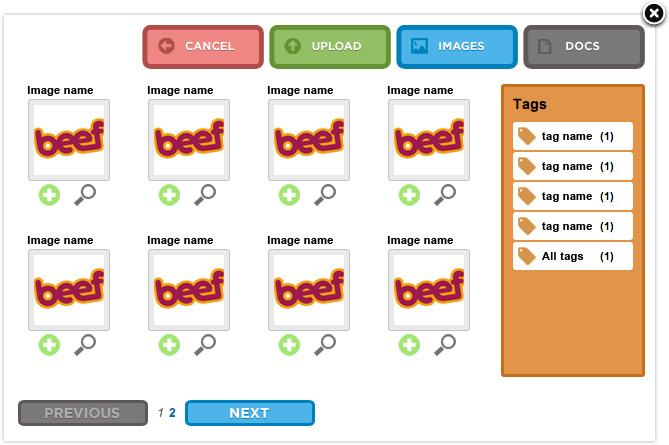 CANCEL UPLOAD IMAGES DOCS
Image name Image name Image name Image name
beef beef beef beef
Image name Image name Image name Image name
beef beef beef beef
Tags
tag name (1)
tag name (1)
tag name (1)
tag name (1)
All tags (1)
PREVIOUS 1 2 NEXT